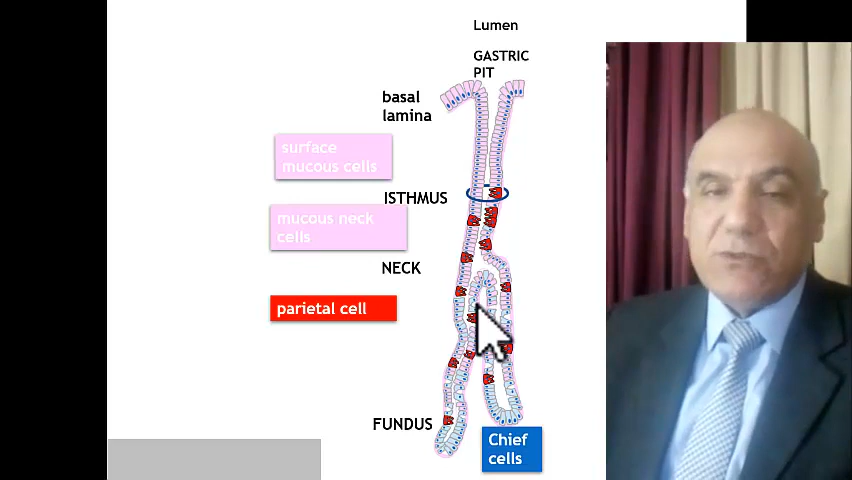 Lumen
GASTRIC
PIT
basal
lamina
surface
mucous cells
ISTHMUS
mucous neck
cells
NECK
parietal cell
FUNDUS
Chief
cells